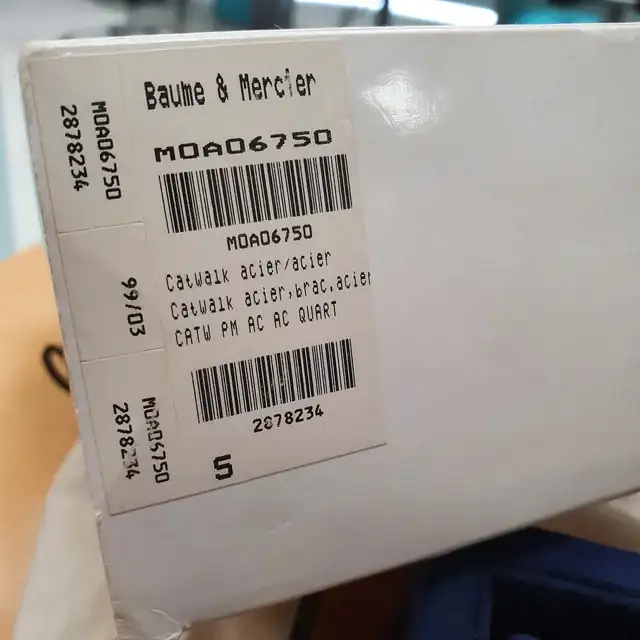 Baume & Mercier
MOA06750
MOA06750
Catwalk acier/acier
Catwalk acier,brac.acier
CATW PM AC AC QUART
2878234
5
MOA06750
2878234
99/03
MOA06750
2878234